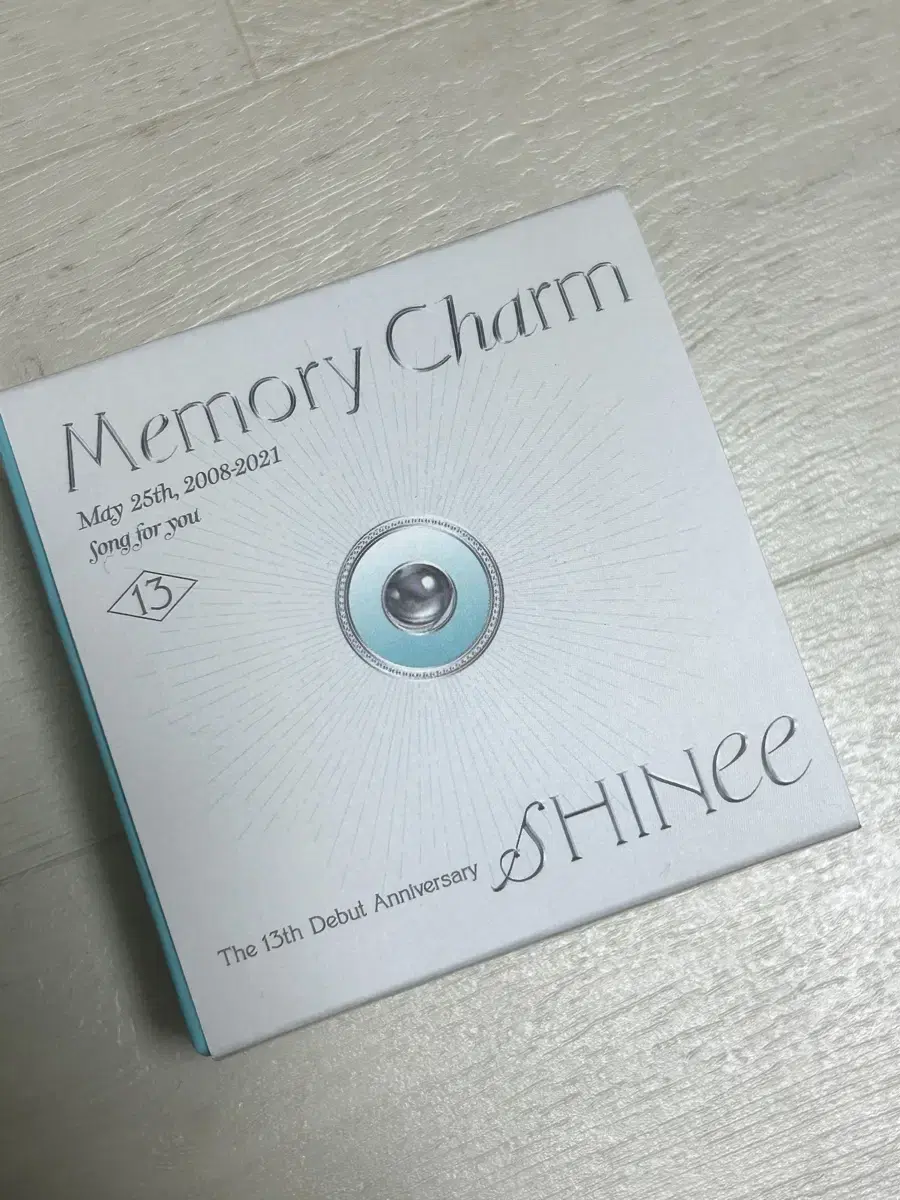 Memory Charm
May 25th, 2008-2021
Song for you
13
The 13th Debut Anniversary
SHINee